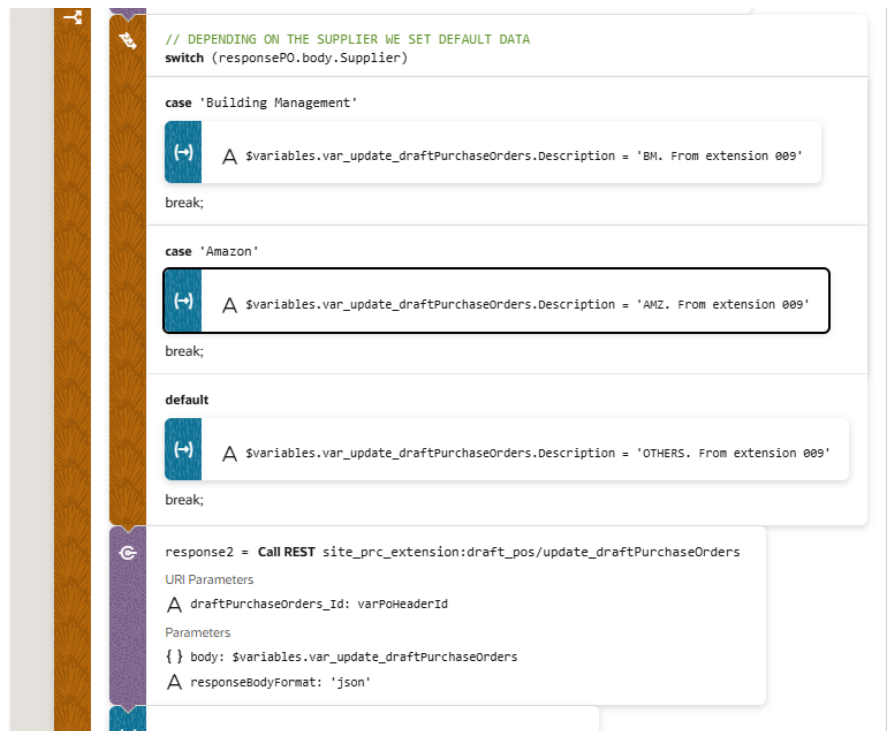 // DEPENDING ON THE SUPPLIER WE SET DEFAULT DATA
switch (responsePO.body.Supplier)
case 'Building Management'
(→) A $variables.var_update_draftPurchaseOrders.Description = 'BM. From extension 009'
break;
case 'Amazon'
(→) A $variables.var_update_draftPurchaseOrders.Description = 'AMZ. From extension 009'
break;
default
(→) A $variables.var_update_draftPurchaseOrders.Description = 'OTHERS. From extension 009'
break;
response2 = Call REST site_prc_extension:draft_pos/update_draftPurchaseOrders
URI Parameters
A draftPurchaseOrders_Id: varPoHeaderId
Parameters
{ } body: $variables.var_update_draftPurchaseOrders
A responseBodyFormat: 'json'